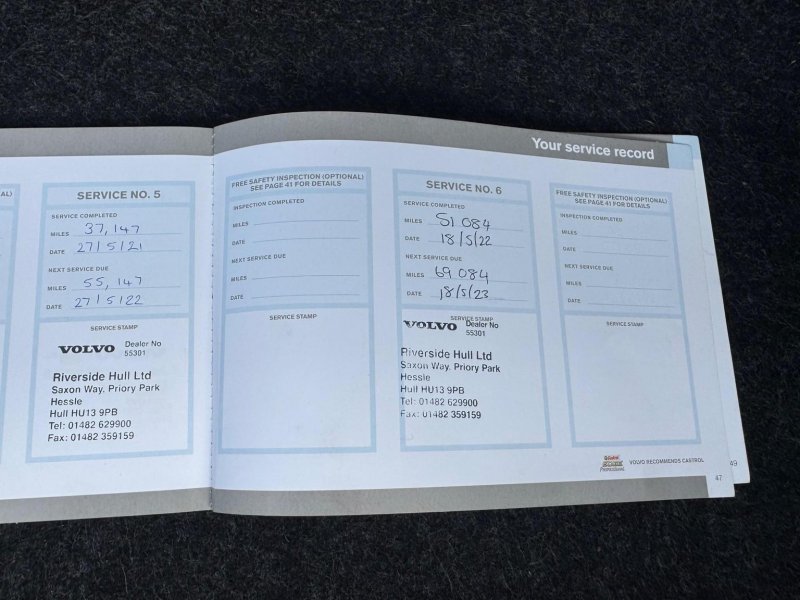 Your service record
AL)
SERVICE NO. 5
SERVICE COMPLETED
MILES 37,147
DATE 27/5/21
NEXT SERVICE DUE
MILES 55,147
DATE 27/5/22
SERVICE STAMP
VOLVO Dealer No
55301
Riverside Hull Ltd
Saxon Way, Priory Park
Hessle
Hull HU13 9PB
Tel: 01482 629900
Fax: 01482 359159
FREE SAFETY INSPECTION (OPTIONAL)
SEE PAGE 41 FOR DETAILS
INSPECTION COMPLETED
MILES
DATE
NEXT SERVICE DUE
MILES
DATE
SERVICE STAMP
SERVICE NO. 6
SERVICE COMPLETED
MILES 51 084
DATE 18/5/22
NEXT SERVICE DUE
MILES 69 084
DATE 18/5/23
SERVICE STAMP
VOLVO Dealer No
55301
Riverside Hull Ltd
Saxon Way, Priory Park
Hessle
Hull HU13 9PB
Tel: 01482 629900
Fax: 01482 359159
FREE SAFETY INSPECTION (OPTIONAL)
SEE PAGE 41 FOR DETAILS
INSPECTION COMPLETED
MILES
DATE
NEXT SERVICE DUE
MILES
DATE
SERVICE STAMP
Castrol
EDGE
Professional
VOLVO RECOMMENDS CASTROL
47
49